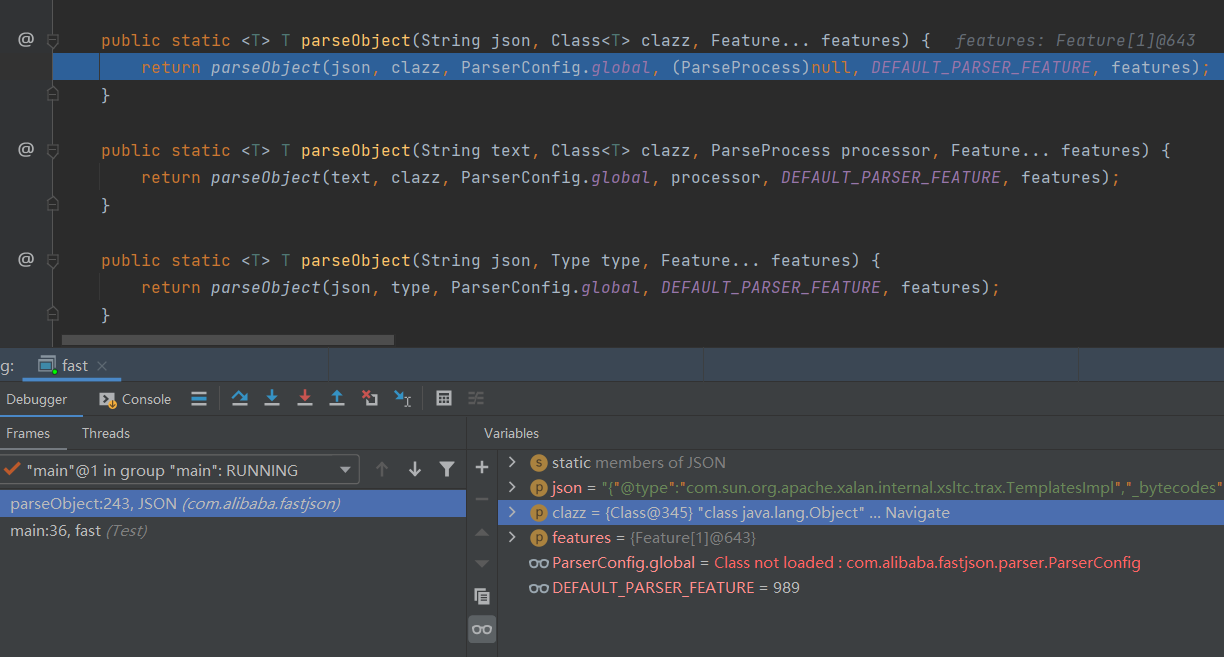 @ public static <T> T parseObject(String json, Class<T> clazz, Feature... features) { features: Feature[1]@643
return parseObject(json, clazz, ParserConfig.global, (ParseProcess)null, DEFAULT_PARSER_FEATURE, features);
}
@ public static <T> T parseObject(String text, Class<T> clazz, ParseProcess processor, Feature... features) {
return parseObject(text, clazz, ParserConfig.global, processor, DEFAULT_PARSER_FEATURE, features);
}
@ public static <T> T parseObject(String json, Type type, Feature... features) {
return parseObject(json, type, ParserConfig.global, DEFAULT_PARSER_FEATURE, features);
}
g: fast
Debugger Console
Frames Threads
"main"@1 in group "main": RUNNING
parseObject:243, JSON (com.alibaba.fastjson)
main:36, fast (Test)
Variables
s static members of JSON
p json = "{"@type":"com.sun.org.apache.xalan.internal.xsltc.trax.TemplatesImpl","_bytecodes"
p clazz = {Class@345} "class java.lang.Object" ... Navigate
p features = {Feature[1]@643}
ParserConfig.global = Class not loaded : com.alibaba.fastjson.parser.ParserConfig
DEFAULT_PARSER_FEATURE = 989